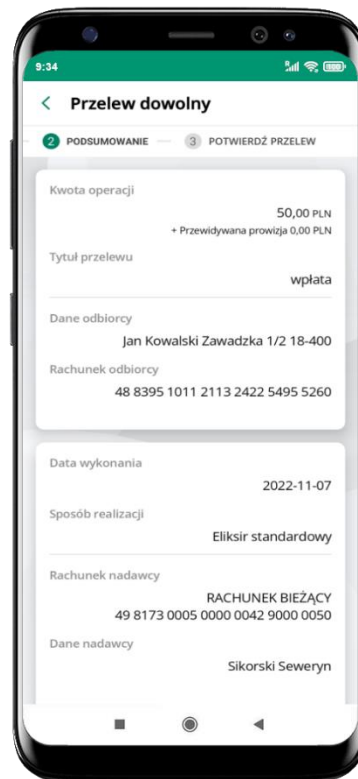 9:34
Przelew dowolny
2 PODSUMOWANIE 3 POTWIERDŹ PRZELEW
Kwota operacji
50,00 PLN
+ Przewidywana prowizja 0,00 PLN
Tytuł przelewu
wpłata
Dane odbiorcy
Jan Kowalski Zawadzka 1/2 18-400
Rachunek odbiorcy
48 8395 1011 2113 2422 5495 5260
Data wykonania
2022-11-07
Sposób realizacji
Eliksir standardowy
Rachunek nadawcy
RACHUNEK BIEŻĄCY
49 8173 0005 0000 0042 9000 0050
Dane nadawcy
Sikorski Seweryn